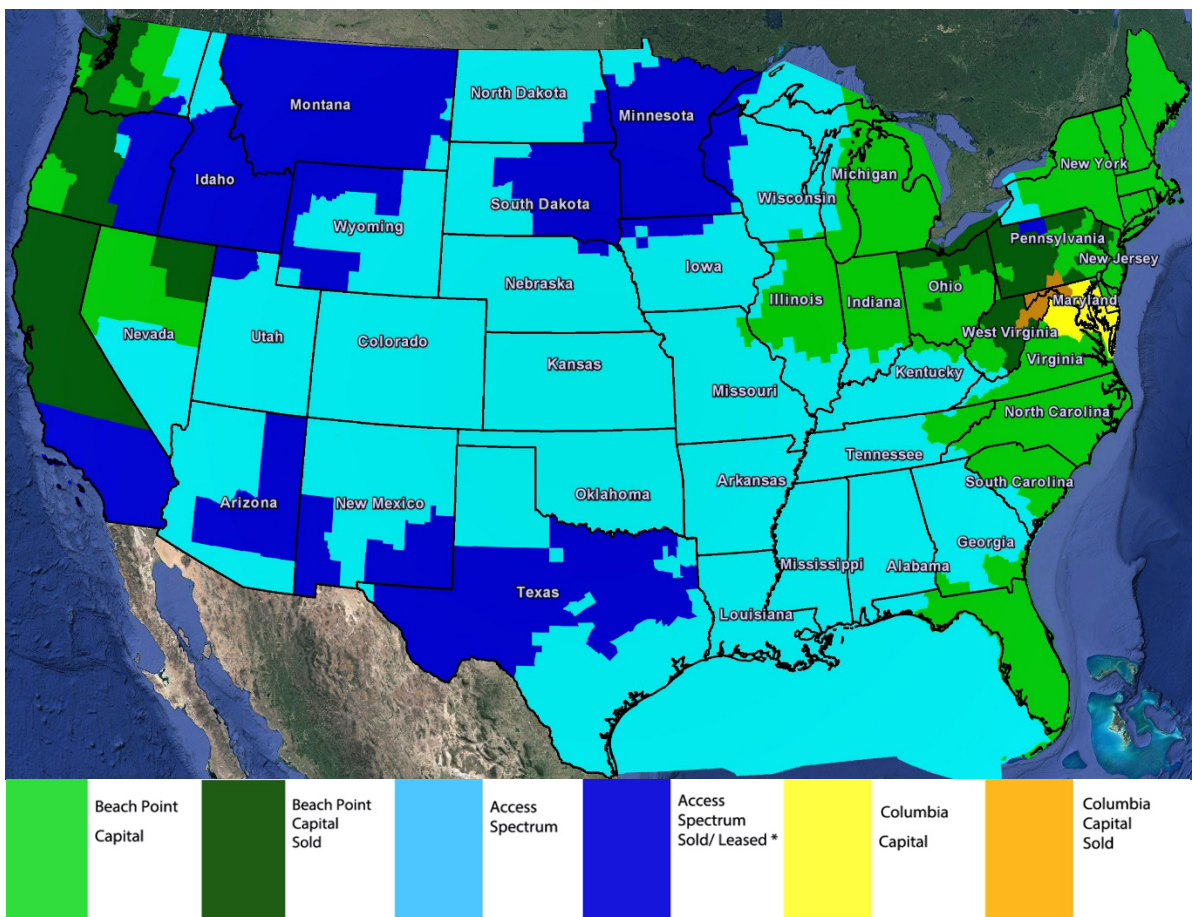 Montana
North Dakota
Minnesota
Idaho
Wyoming
South Dakota
Wisconsin
Michigan
New York
Iowa
Nebraska
Pennsylvania
New Jersey
Illinois
Indiana
Ohio
Maryland
Nevada
Utah
Colorado
Kansas
Missouri
West Virginia
Virginia
Kentucky
North Carolina
Arizona
New Mexico
Oklahoma
Arkansas
Tennessee
South Carolina
Georgia
Mississippi
Alabama
Texas
Louisiana
Beach Point
Capital
Beach Point
Capital
Sold
Access
Spectrum
Access
Spectrum
Sold/ Leased *
Columbia
Capital
Columbia
Capital
Sold